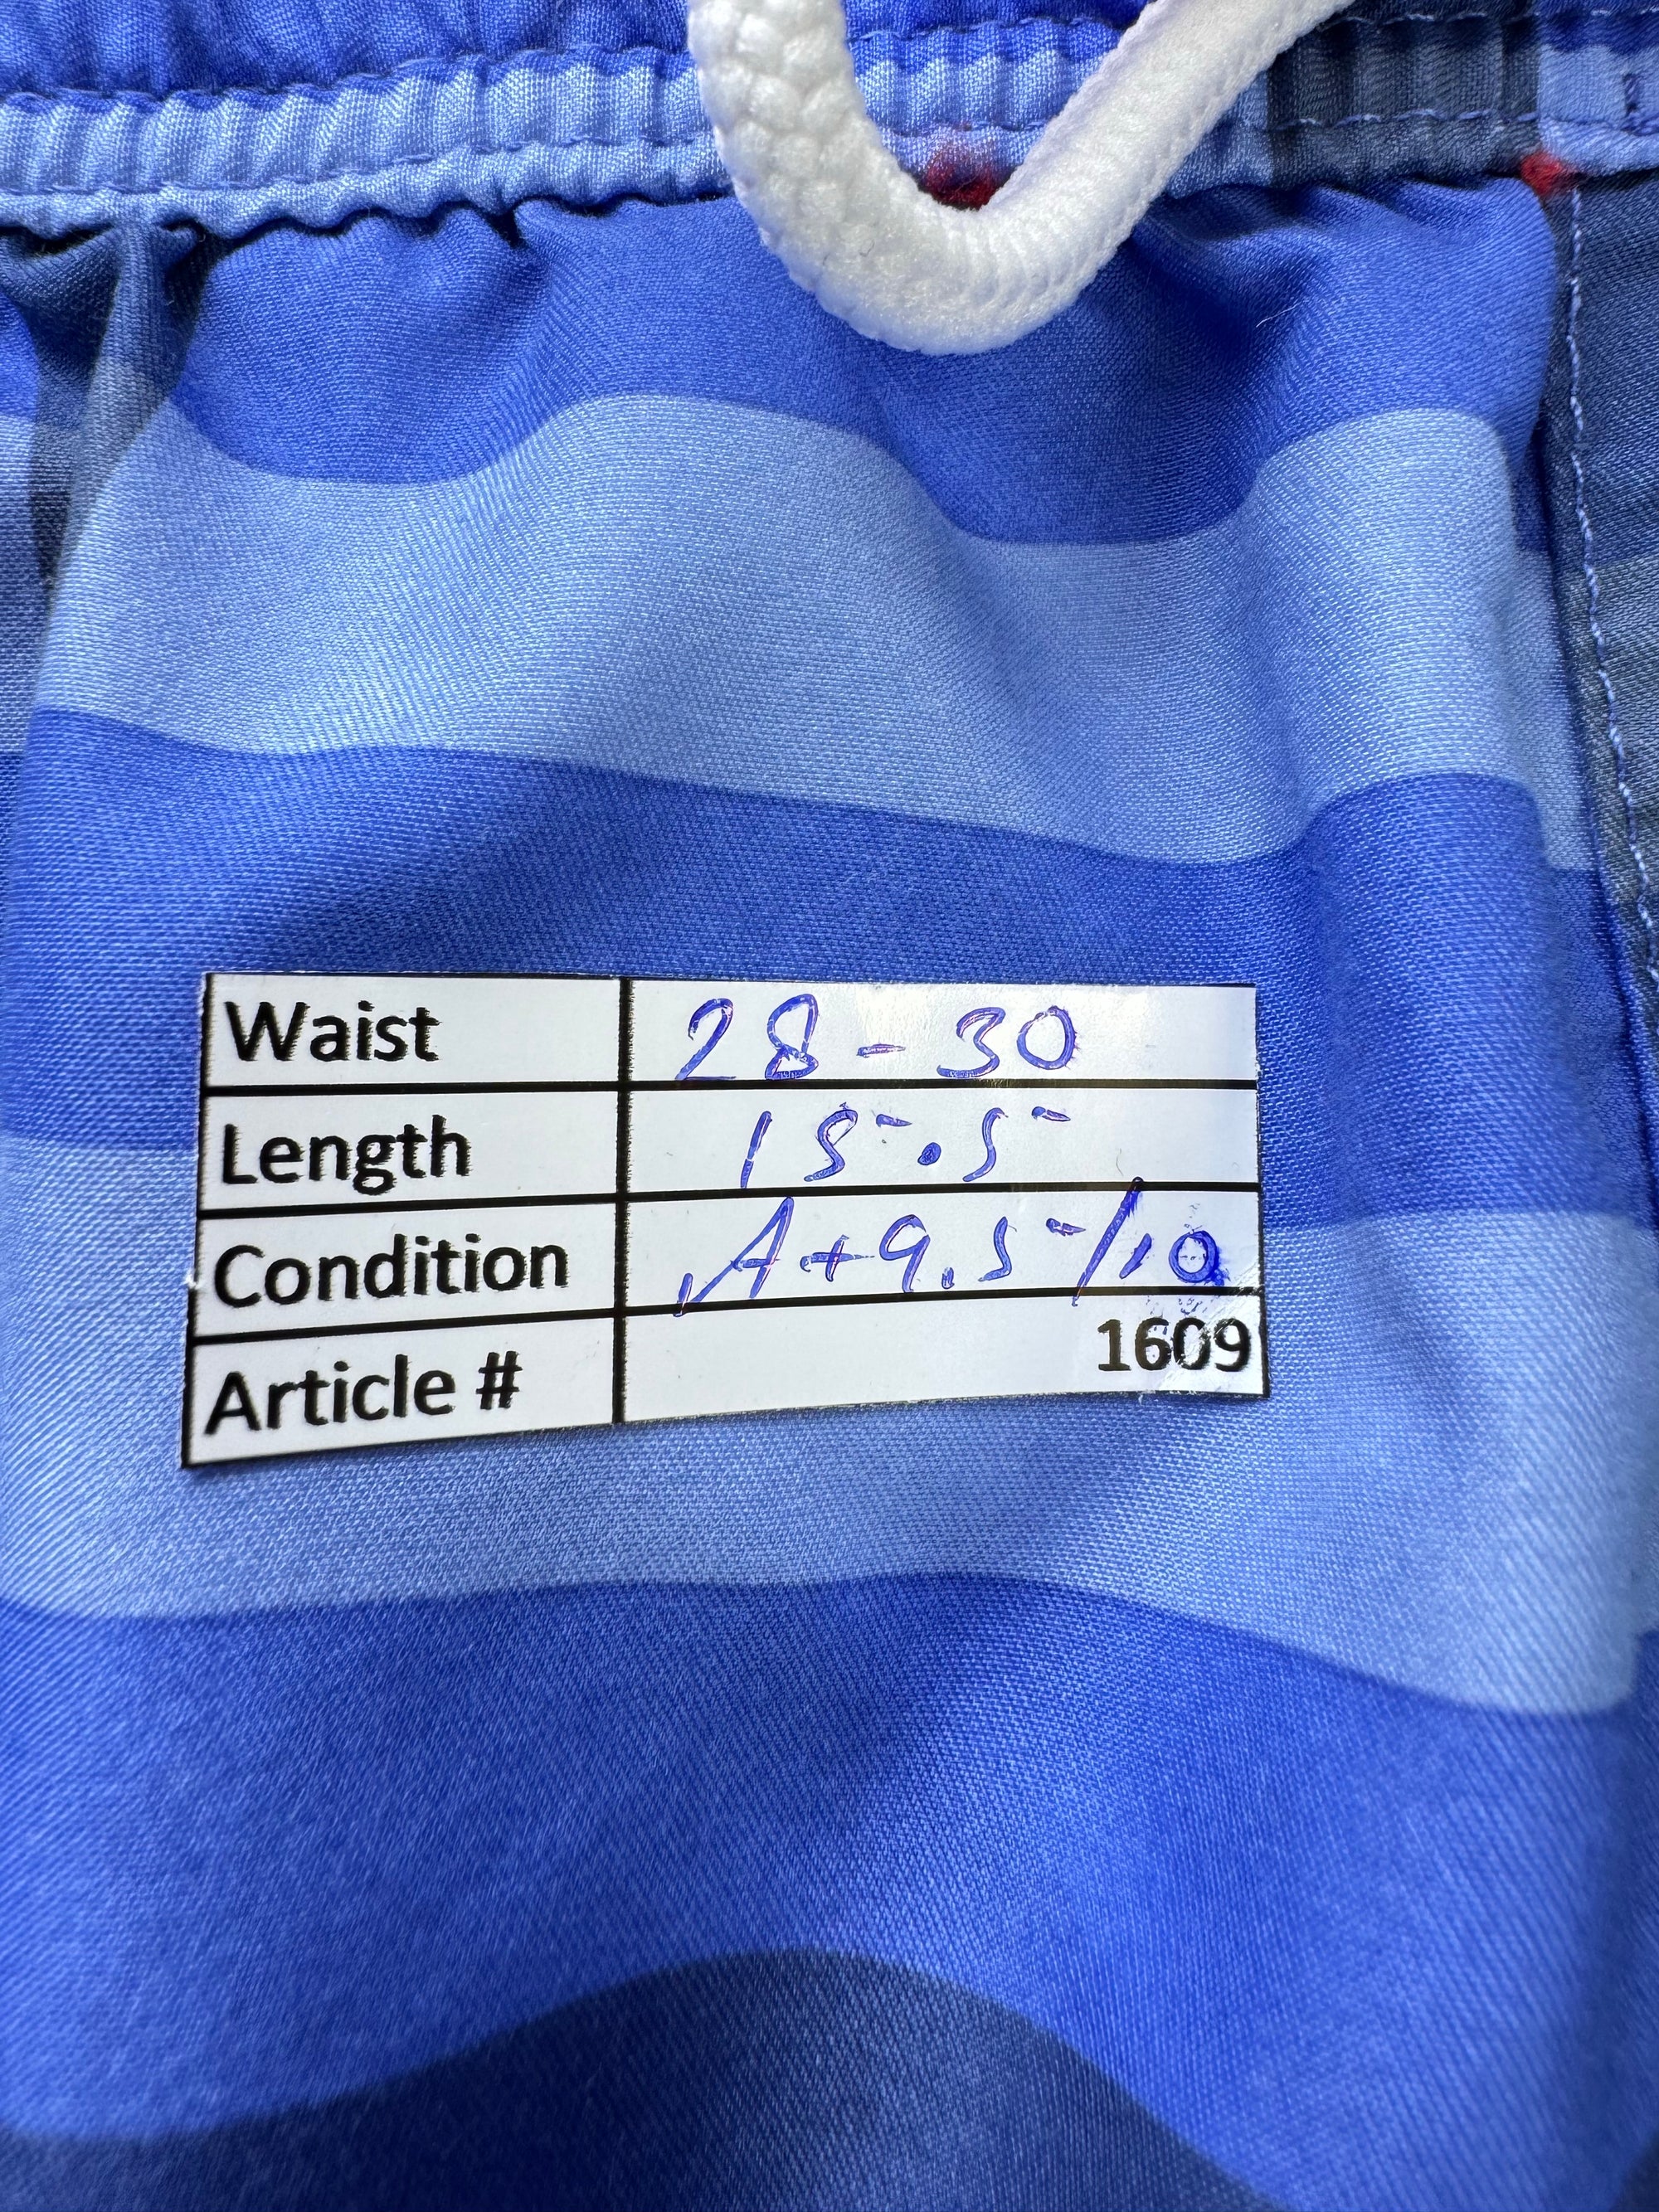 Waist 28 - 30
Length 15.5
Condition A+ 9.5/10
Article # 1609